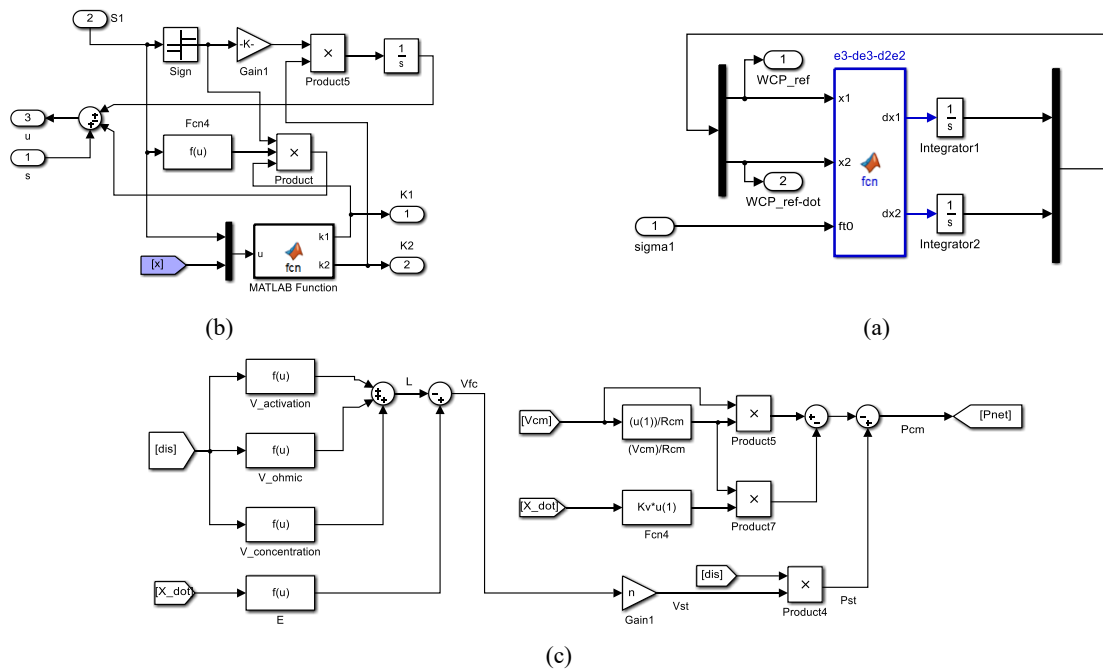 2
S1
Sign
-K-
Gain1
×
Product5
1
s
3
u
1
s
Fcn4
f(u)
×
Product
K1
1
[x]
u
fcn
k1
k2
MATLAB Function
K2
2
(b)
e3-de3-d2e2
1
WCP_ref
x1
dx1
1
s
Integrator1
x2
fcn
2
WCP_ref-dot
dx2
1
s
Integrator2
1
sigma1
ft0
(a)
f(u)
V_activation
L
Vfc
[dis]
f(u)
V_ohmic
f(u)
V_concentration
[X_dot]
f(u)
E
[Vcm]
(u(1))/Rcm
(Vcm)/Rcm
×
Product5
Pcm
[Pnet]
[X_dot]
Kv*u(1)
Fcn4
×
Product7
n
Gain1
Vst
[dis]
×
Product4
Pst
(c)